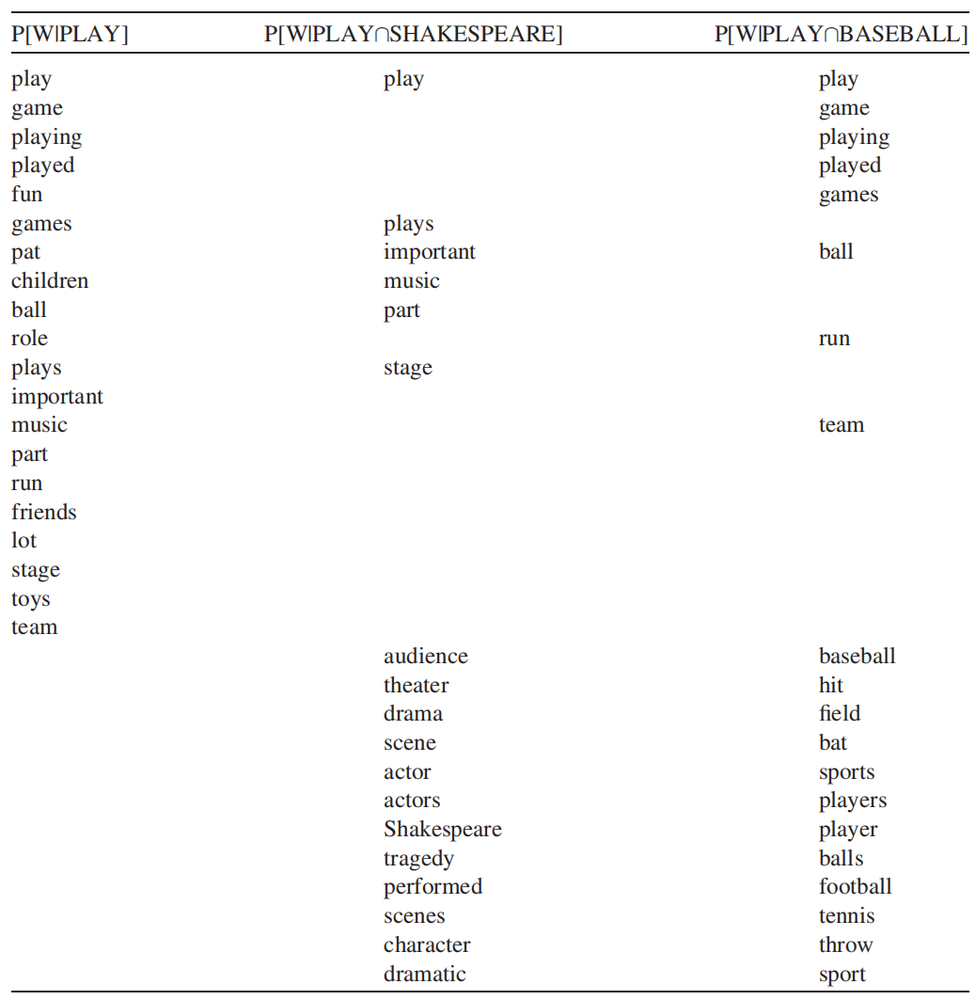 P[W|PLAY] P[W|PLAY∩SHAKESPEARE] P[W|PLAY∩BASEBALL]
play play play
game game
playing playing
played played
fun games
games plays
pat important ball
children music
ball part
role run
plays stage
important
music team
part
run
friends
lot
stage
toys
team
audience baseball
theater hit
drama field
scene bat
actor sports
actors players
Shakespeare player
tragedy balls
performed football
scenes tennis
character throw
dramatic sport